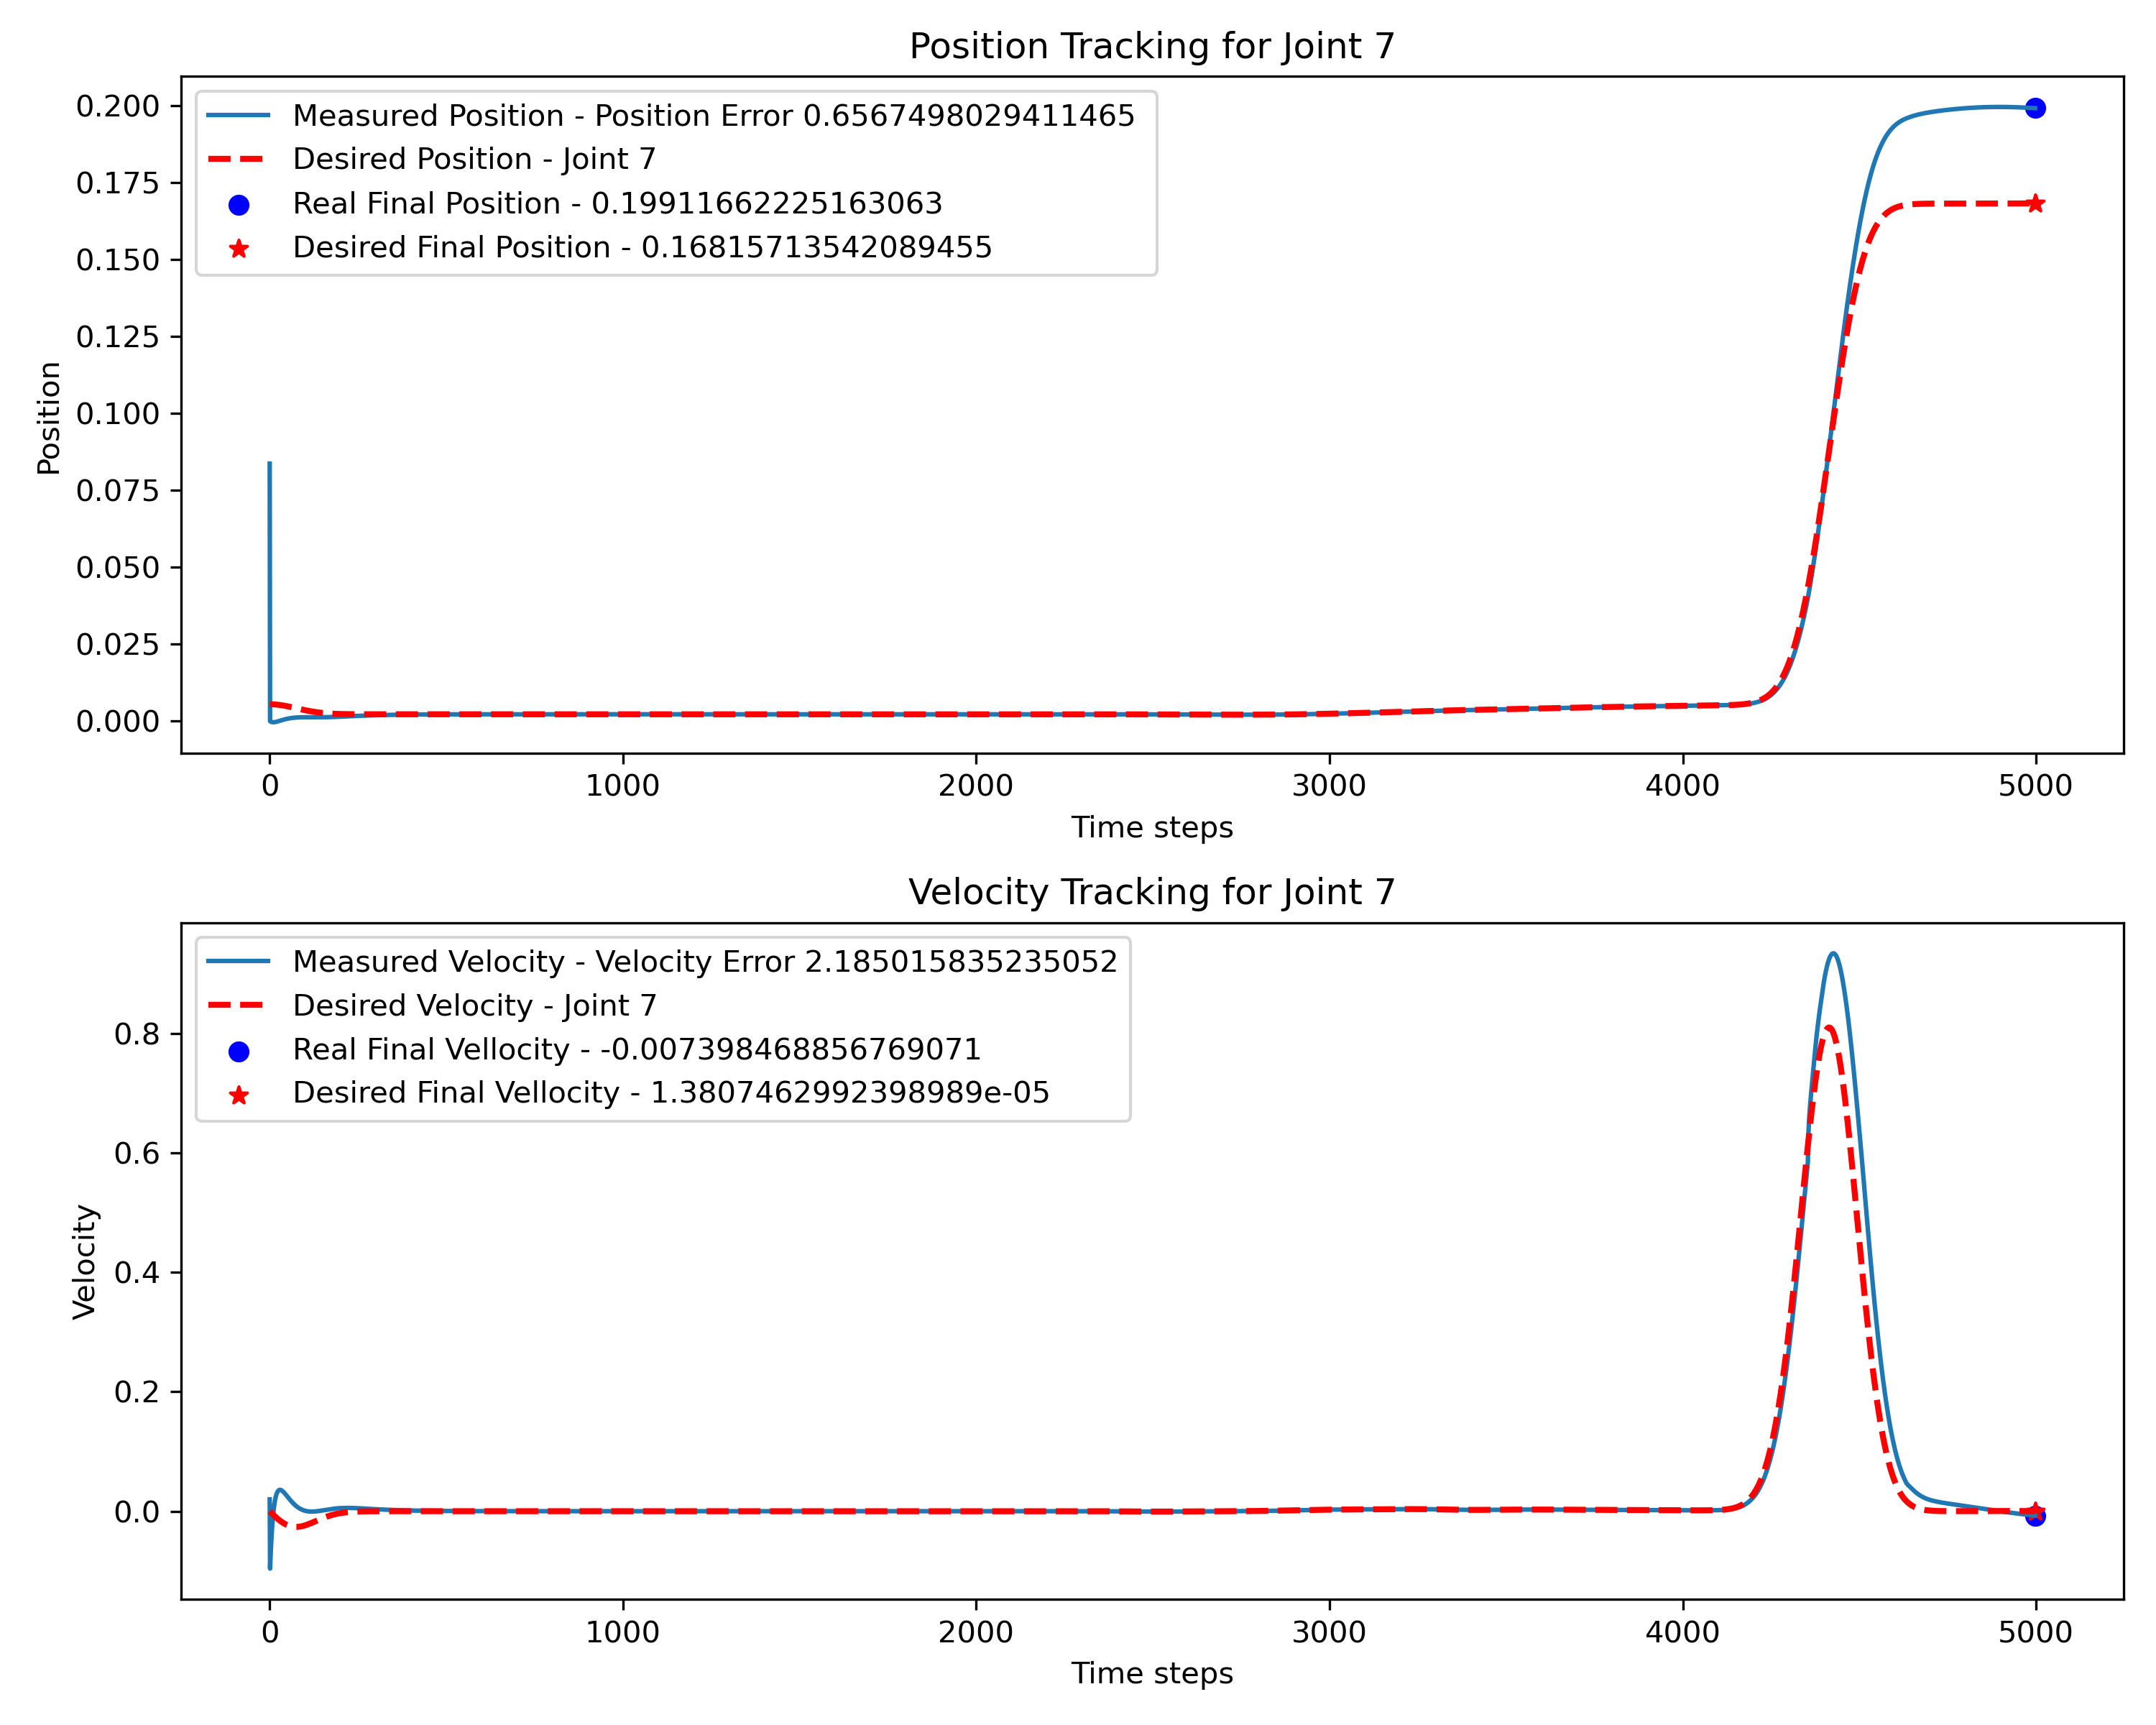 Position Tracking for Joint 7
Measured Position - Position Error 0.6567498029411465
Desired Position - Joint 7
Real Final Position - 0.19911662225163063
Desired Final Position - 0.16815713542089455
0.200
0.175
0.150
0.125
0.100
0.075
0.050
0.025
0.000
Position
0 1000 2000 3000 4000 5000
Time steps
Velocity Tracking for Joint 7
Measured Velocity - Velocity Error 2.185015835235052
Desired Velocity - Joint 7
Real Final Vellocity - -0.007398468856769071
Desired Final Vellocity - 1.3807462992398989e-05
0.8
0.6
0.4
0.2
0.0
Velocity
0 1000 2000 3000 4000 5000
Time steps